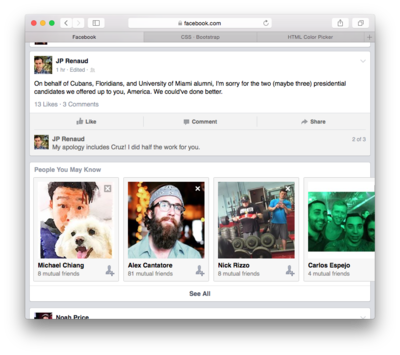 facebook.com
Facebook
CSS · Bootstrap
HTML Color Picker
JP Renaud
1 hr · Edited ·
On behalf of Cubans, Floridians, and University of Miami alumni, I'm sorry for the two (maybe three) presidential
candidates we offered up to you, America. We could've done better.
13 Likes · 3 Comments
Like
Comment
Share
JP Renaud
2 of 3
My apology includes Cruz! I did half the work for you.
People You May Know
Michael Chiang
8 mutual friends
Alex Cantatore
81 mutual friends
Nick Rizzo
8 mutual friends
Carlos Espejo
4 mutual friends
See All
Noah Price